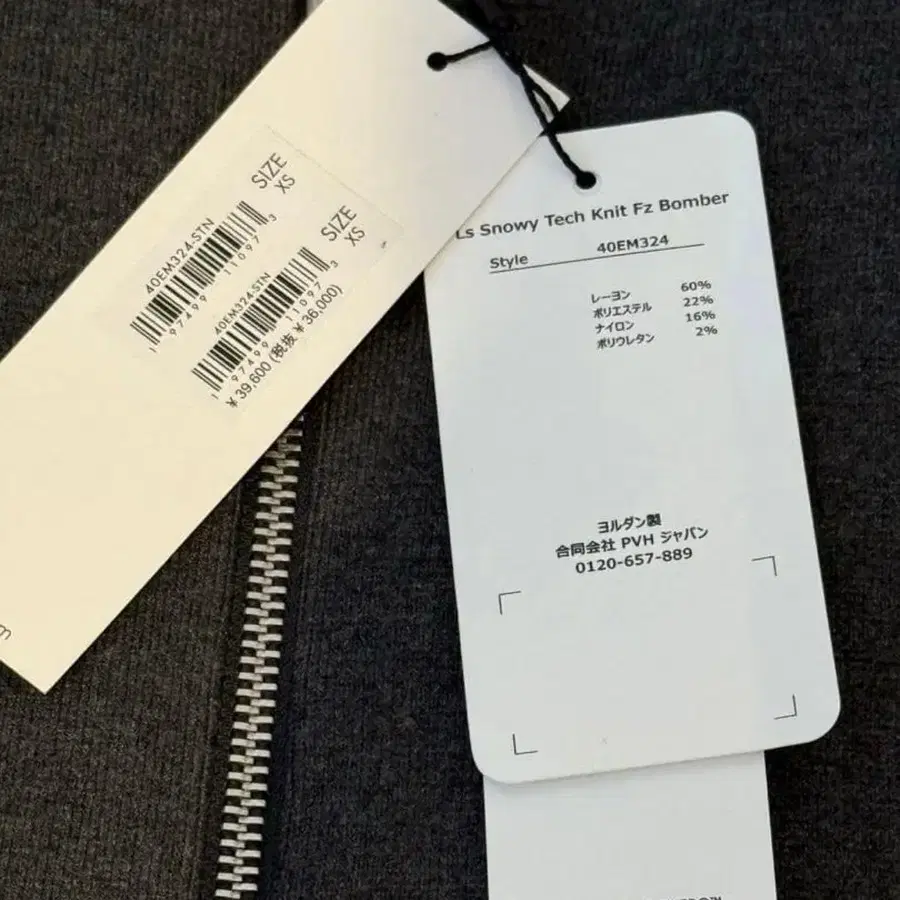 SIZE
XS
40EM324-STN
1 97499 11097 3
SIZE
XS
40EM324-STN
1 97499 11097 3
¥ 39,600 (税抜 ¥ 36,000)
Ls Snowy Tech Knit Fz Bomber
Style 40EM324
レーヨン 60%
ポリエステル 22%
ナイロン 16%
ポリウレタン 2%
ヨルダン製
合同会社 PVH ジャパン
0120-657-889